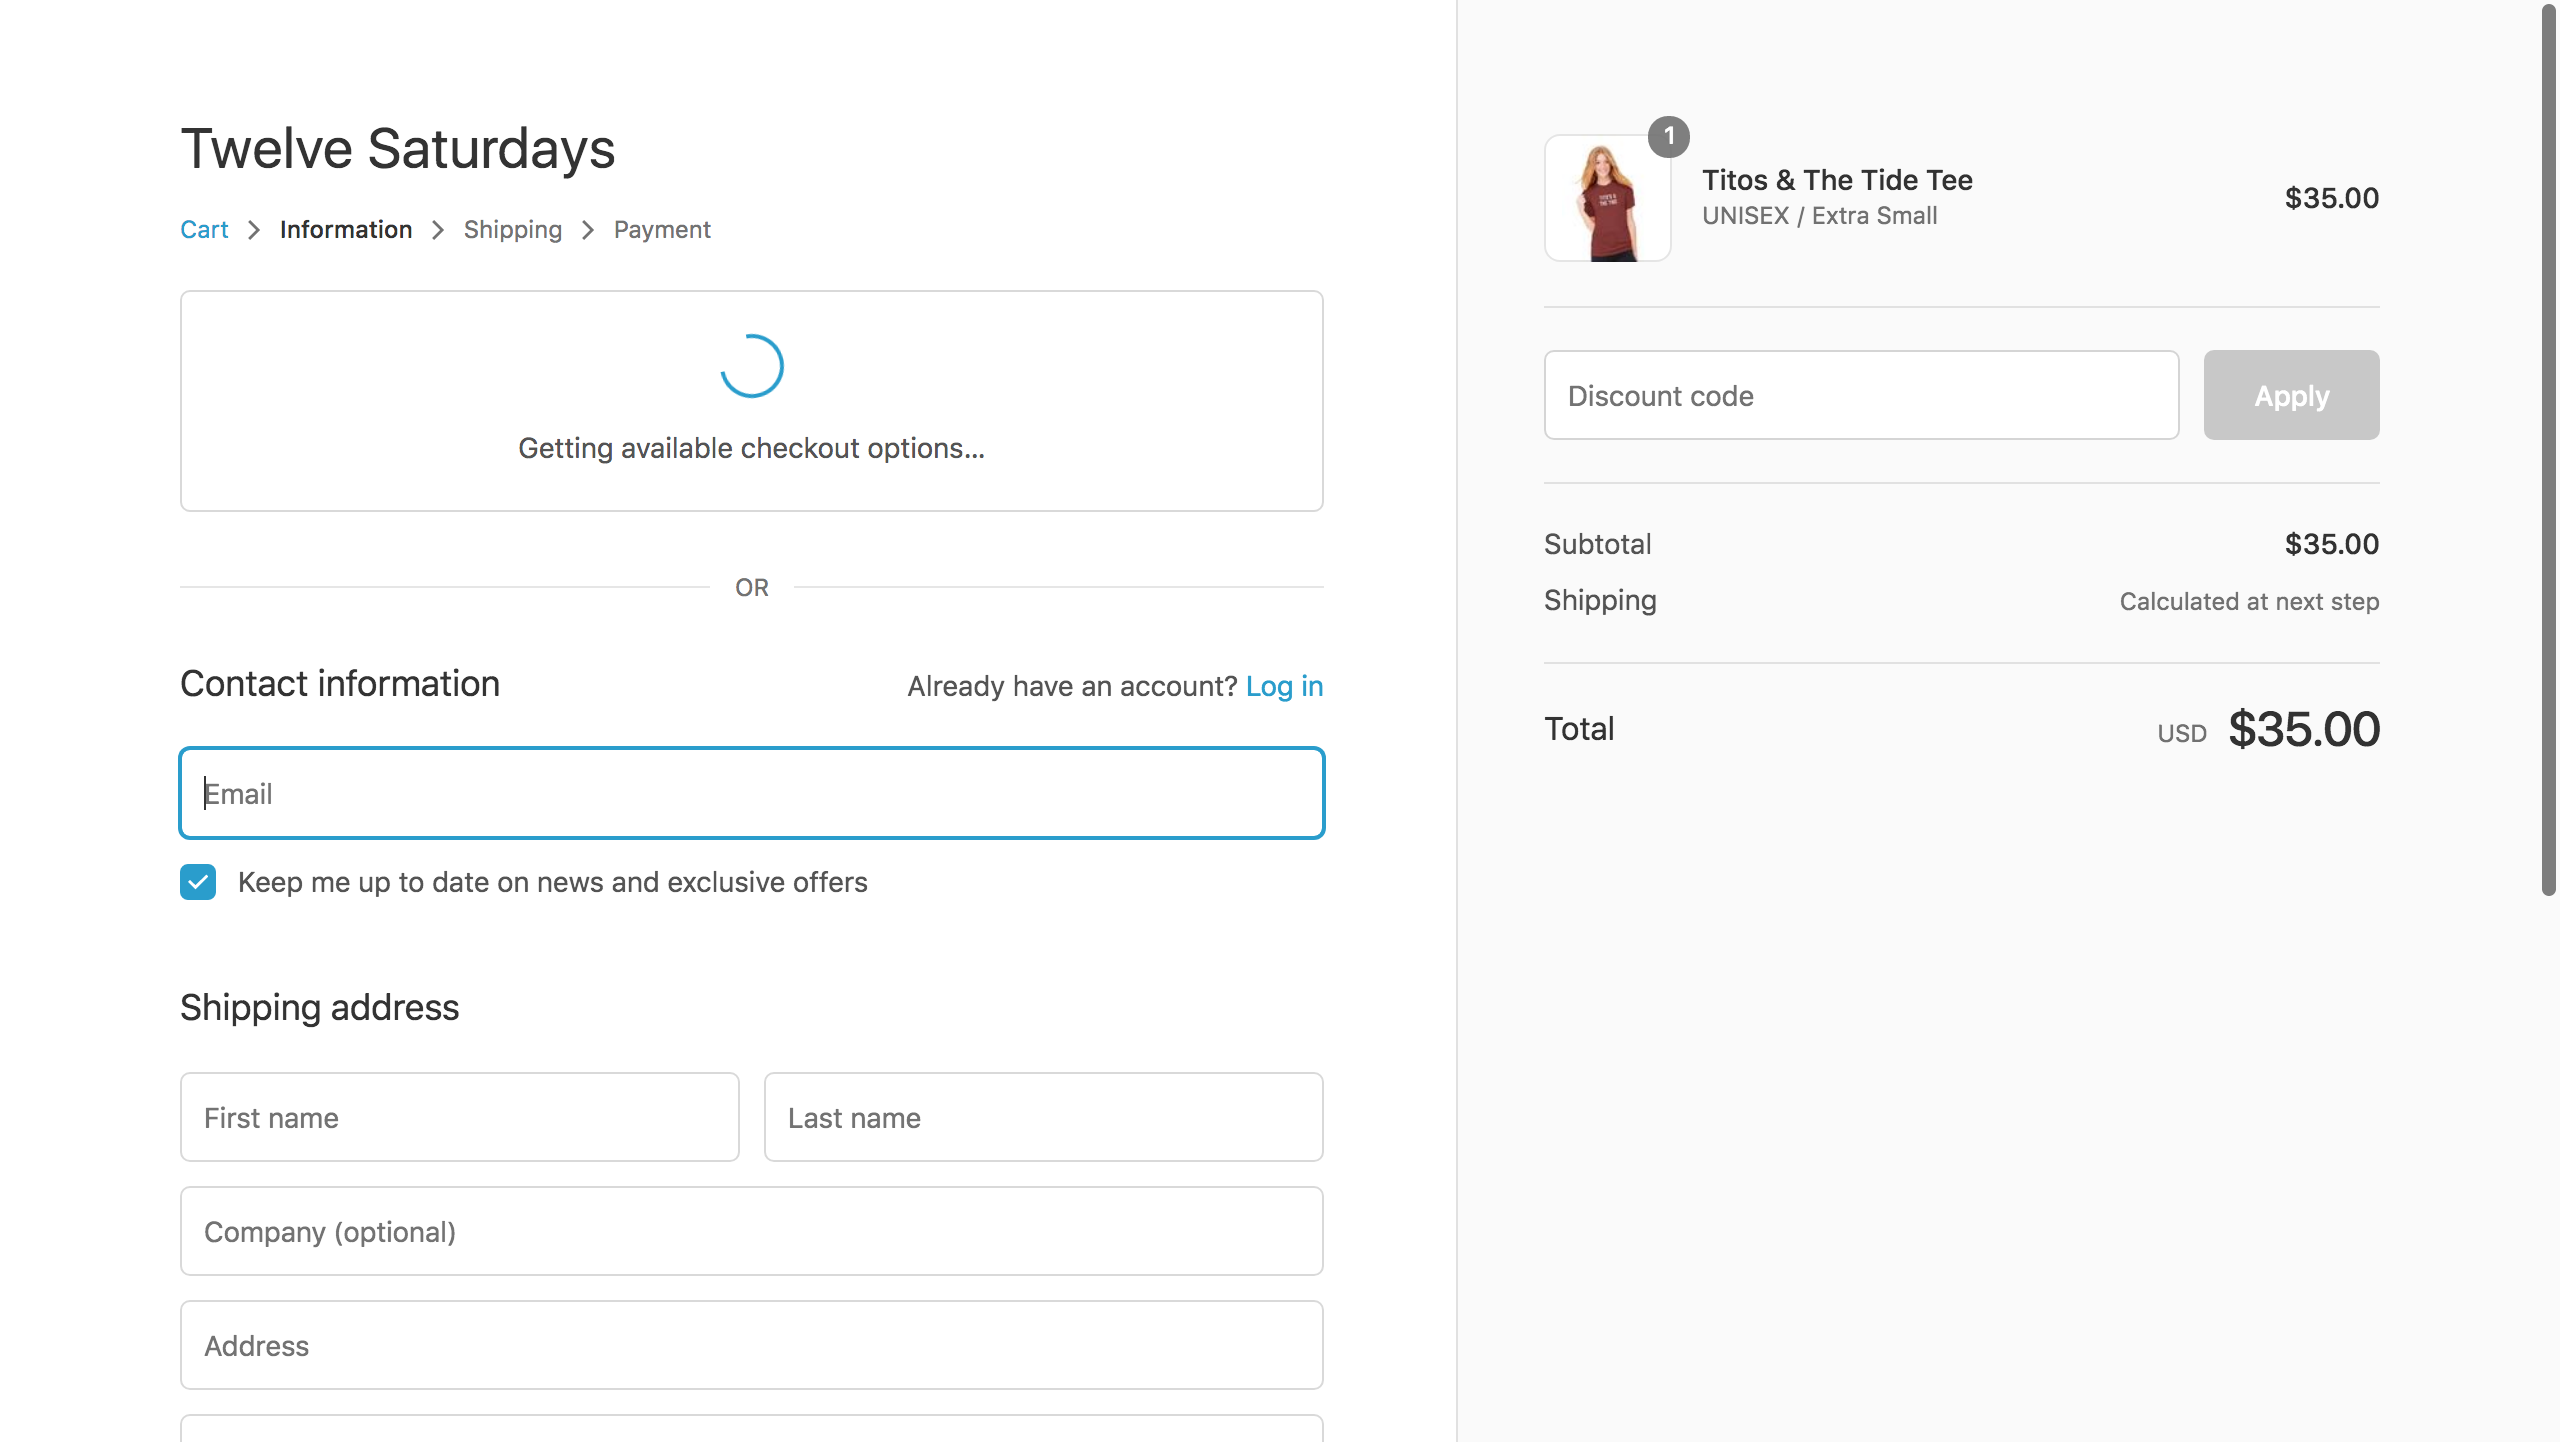 Twelve Saturdays
Cart > Information > Shipping > Payment
Getting available checkout options...
OR
Contact information
Already have an account? Log in
Email
Keep me up to date on news and exclusive offers
Shipping address
First name
Last name
Company (optional)
Address
1
Titos & The Tide Tee
UNISEX / Extra Small
$35.00
Discount code
Apply
Subtotal
$35.00
Shipping
Calculated at next step
Total
USD $35.00